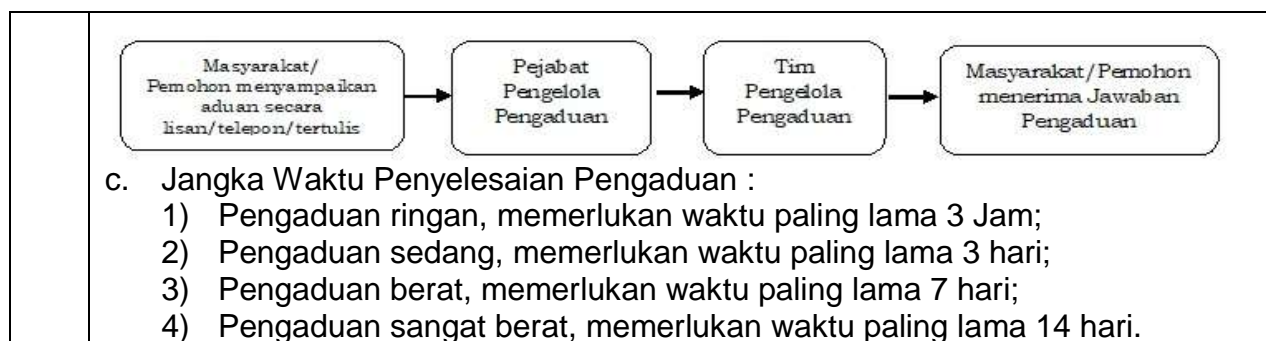 Masyarakat/
Pemohon menyampaikan
aduan secara
lisan/telepon/tertulis
Pejabat
Pengelola
Pengaduan
Tim
Pengelola
Pengaduan
Masyarakat/Pemohon
menerima Jawaban
Pengaduan
c. Jangka Waktu Penyelesaian Pengaduan :
1) Pengaduan ringan, memerlukan waktu paling lama 3 Jam;
2) Pengaduan sedang, memerlukan waktu paling lama 3 hari;
3) Pengaduan berat, memerlukan waktu paling lama 7 hari;
4) Pengaduan sangat berat, memerlukan waktu paling lama 14 hari.